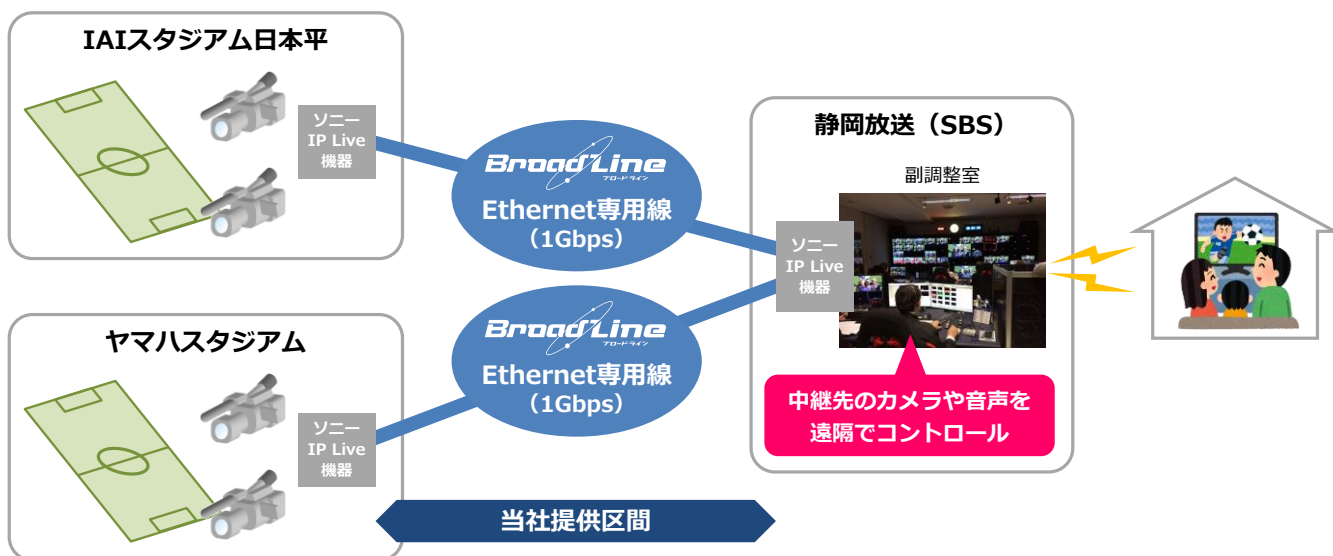 IAIスタジアム日本平
ソニー
IP Live
機器
BroadLine
ブロードライン
Ethernet専用線
（1Gbps）
ヤマハスタジアム
ソニー
IP Live
機器
BroadLine
ブロードライン
Ethernet専用線
（1Gbps）
静岡放送（SBS）
副調整室
ソニー
IP Live
機器
中継先のカメラや音声を
遠隔でコントロール
当社提供区間